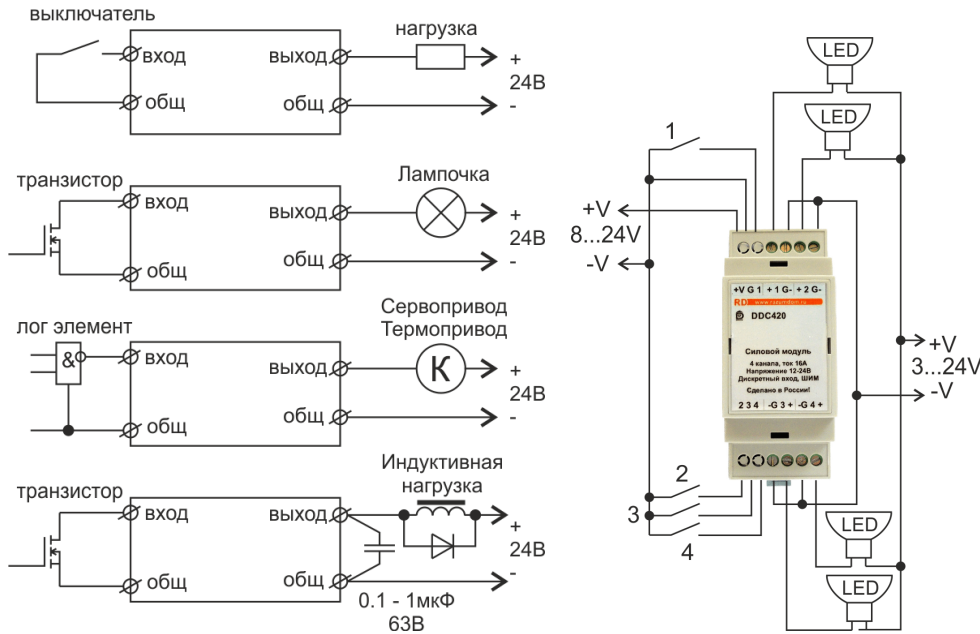 выключатель
вход
общ
выход
общ
нагрузка
+
24В
-
транзистор
вход
общ
выход
общ
Лампочка
+
24В
-
лог элемент
&
вход
общ
выход
общ
Сервопривод
Термопривод
К
+
24В
-
транзистор
вход
общ
выход
общ
Индуктивная
нагрузка
+
24В
-
0.1 - 1мкФ
63В
LED
LED
1
+V
8...24V
-V
+V G 1 + 1 G- + 2 G-
RD
DDC420
Силовой модуль
4 канала, ток 16А
Напряжение 12-24В
Дискретный вход, ШИМ
Сделано в России!
2 3 4 -G 3 + -G 4 +
+V
3...24V
-V
2
3
4
LED
LED